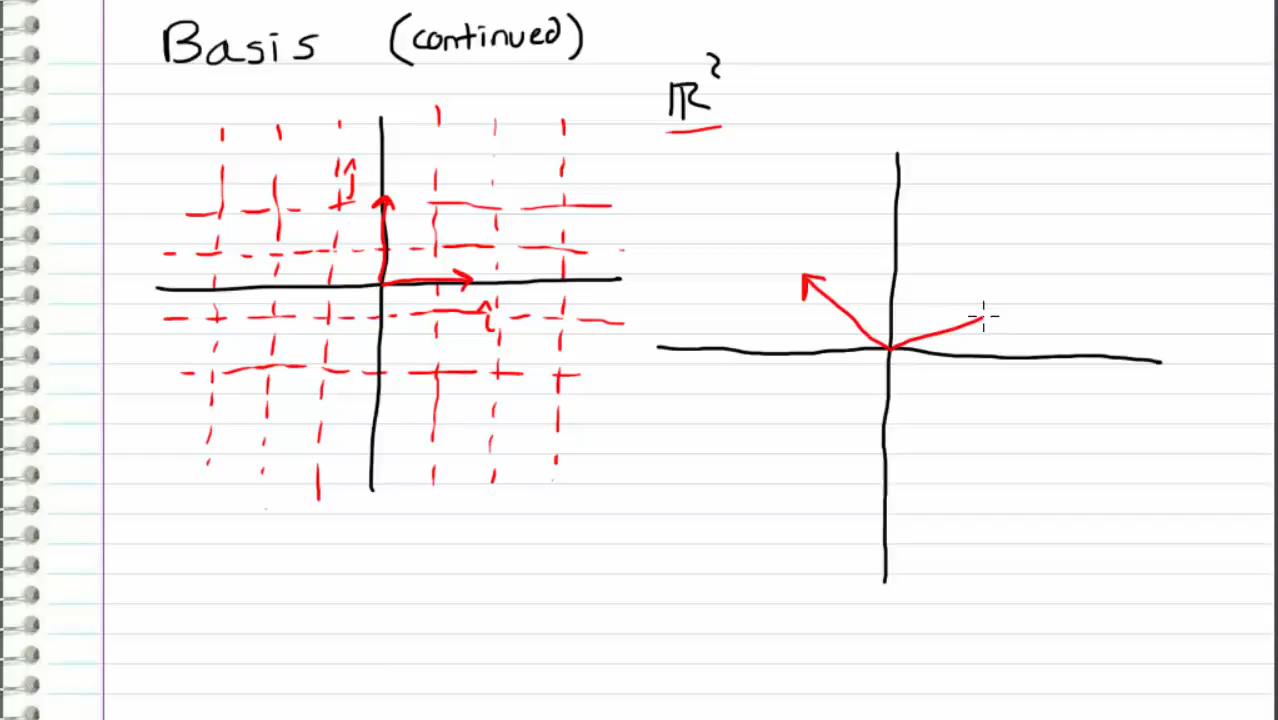 Basis (continued)
ℝ²
ĵ
î